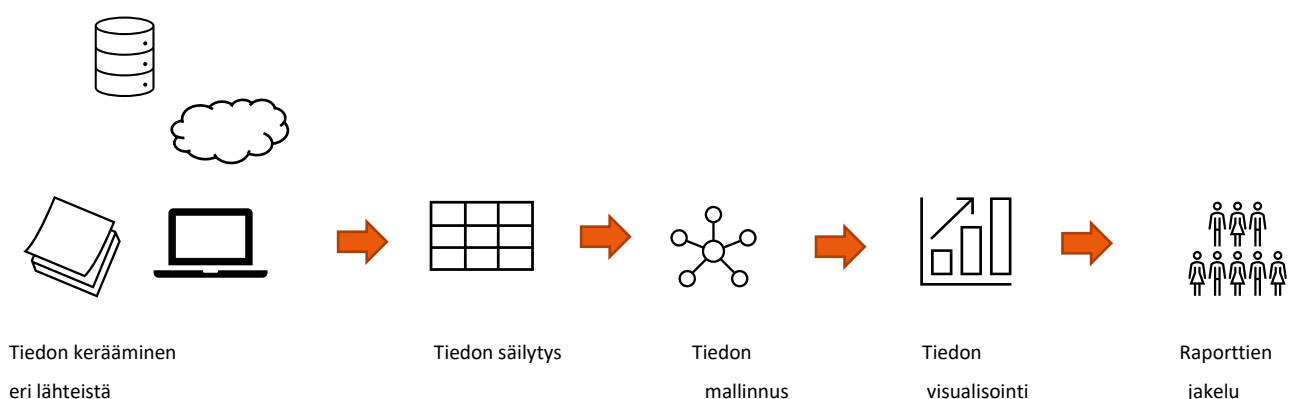 Tiedon kerääminen
eri lähteistä
Tiedon säilytys
Tiedon
mallinnus
Tiedon
visualisointi
Raporttien
jakelu